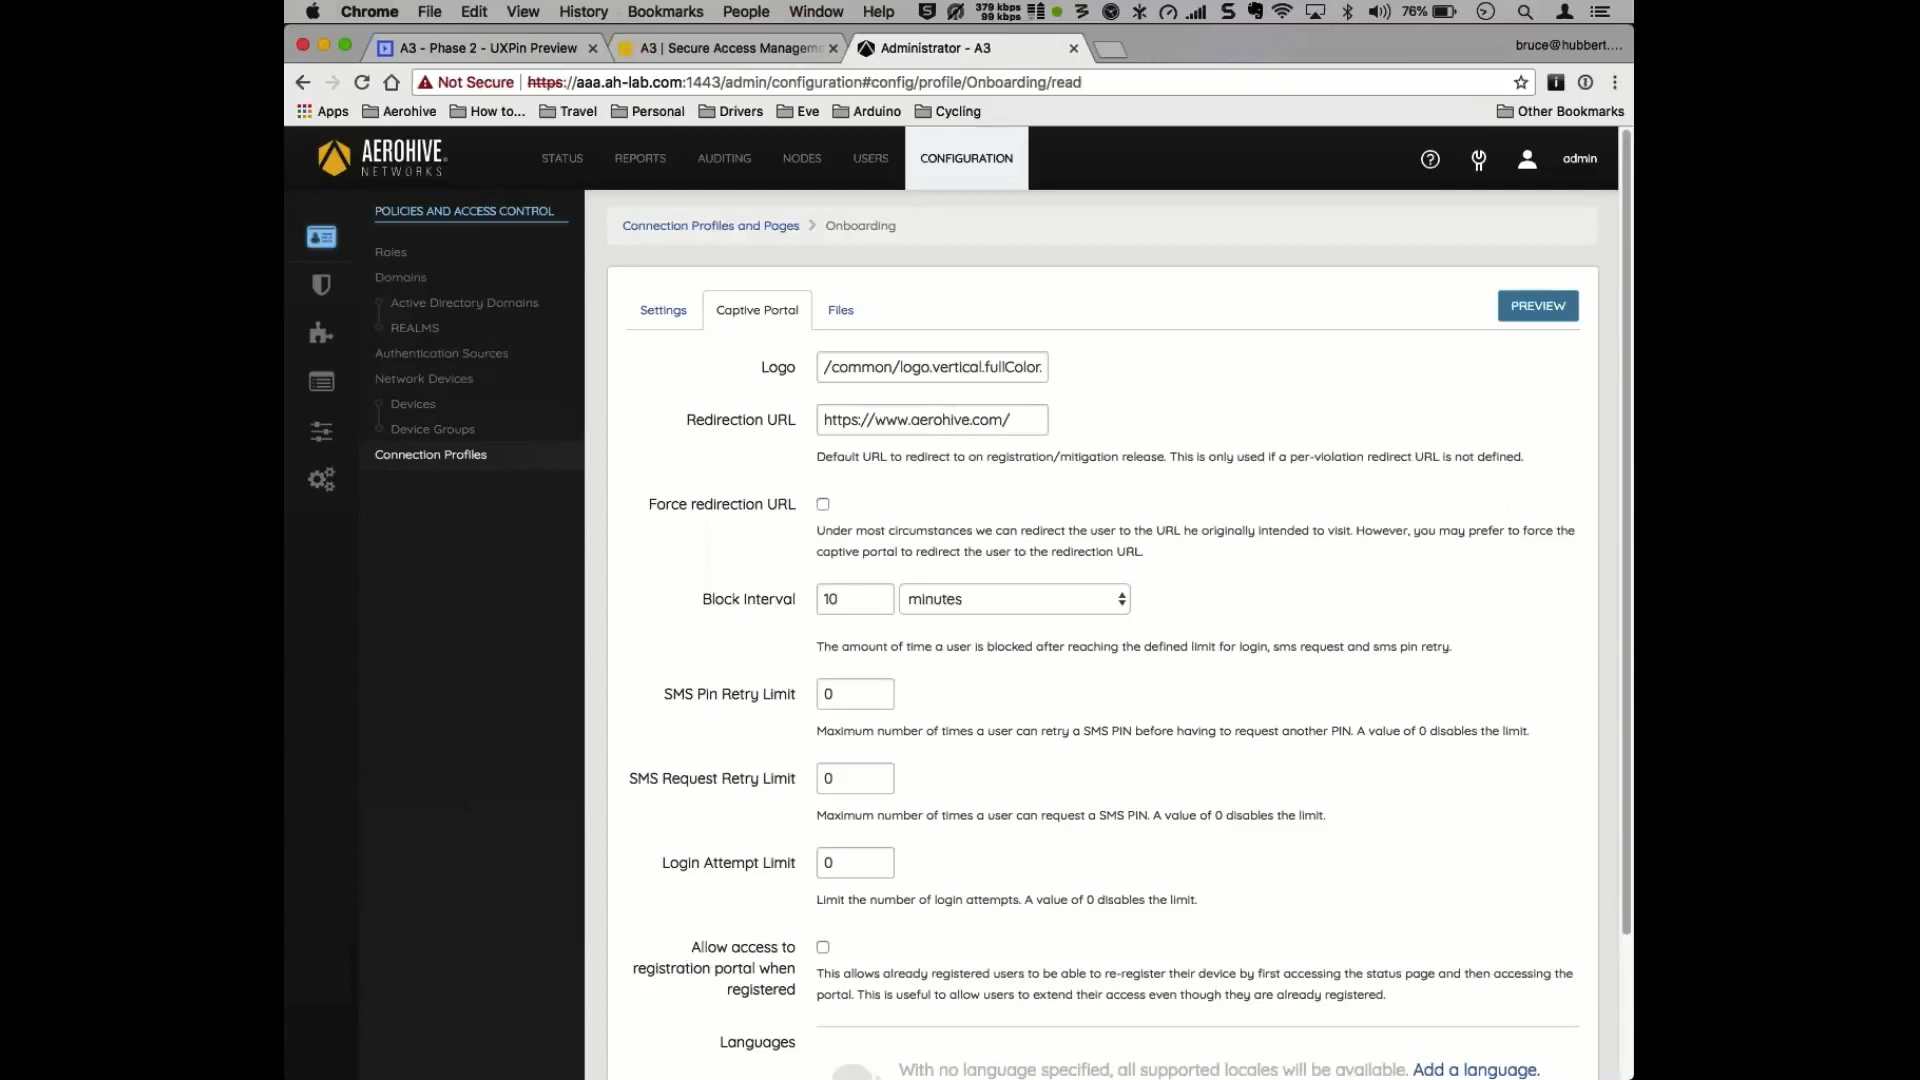 Chrome File Edit View History Bookmarks People Window Help 379 kbps 99 kbps 76%
A3 - Phase 2 - UXPin Preview
A3 | Secure Access Managem
Administrator - A3
bruce@hubbert....
Not Secure https://aaa.ah-lab.com:1443/admin/configuration#config/profile/Onboarding/read
Apps Aerohive How to... Travel Personal Drivers Eve Arduino Cycling Other Bookmarks
AEROHIVE
NETWORKS
STATUS REPORTS AUDITING NODES USERS CONFIGURATION
admin
POLICIES AND ACCESS CONTROL
Roles
Domains
Active Directory Domains
REALMS
Authentication Sources
Network Devices
Devices
Device Groups
Connection Profiles
Connection Profiles and Pages > Onboarding
Settings Captive Portal Files
PREVIEW
Logo /common/logo.vertical.fullColor.
Redirection URL https://www.aerohive.com/
Default URL to redirect to on registration/mitigation release. This is only used if a per-violation redirect URL is not defined.
Force redirection URL
Under most circumstances we can redirect the user to the URL he originally intended to visit. However, you may prefer to force the
captive portal to redirect the user to the redirection URL.
Block Interval 10 minutes
The amount of time a user is blocked after reaching the defined limit for login, sms request and sms pin retry.
SMS Pin Retry Limit 0
Maximum number of times a user can retry a SMS PIN before having to request another PIN. A value of 0 disables the limit.
SMS Request Retry Limit 0
Maximum number of times a user can request a SMS PIN. A value of 0 disables the limit.
Login Attempt Limit 0
Limit the number of login attempts. A value of 0 disables the limit.
Allow access to
registration portal when
registered
This allows already registered users to be able to re-register their device by first accessing the status page and then accessing the
portal. This is useful to allow users to extend their access even though they are already registered.
Languages
With no language specified, all supported locales will be available. Add a language.